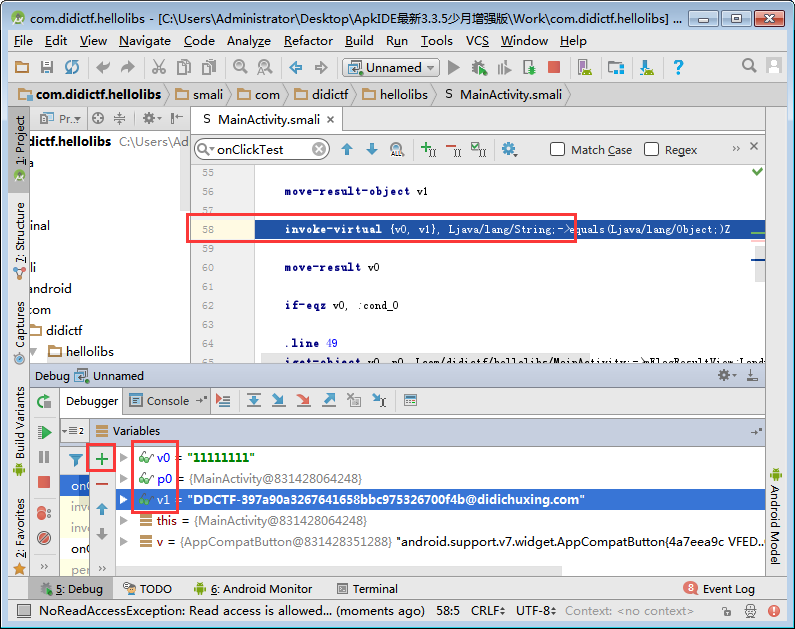 com.didictf.hellolibs - [C:\Users\Administrator\Desktop\ApkIDE最新3.3.5少月增强版\Work\com.didictf.hellolibs] ...
File Edit View Navigate Code Analyze Refactor Build Run Tools VCS Window Help
Unnamed
com.didictf.hellolibs smali com didictf hellolibs S MainActivity.smali
1: Project
7: Structure
Captures
Build Variants
2: Favorites
Pr..
didictf.hellolibs C:\Users\Ad
a
inal
li
android
com
didictf
hellolibs
S MainActivity.smali
onClickTest Match Case Regex
55
56 move-result-object v1
57
58 invoke-virtual {v0, v1}, Ljava/lang/String;->equals(Ljava/lang/Object;)Z
59
60 move-result v0
61
62 if-eqz v0, :cond_0
63
64 .line 49
65 iget-object v0, p0, Lcom/didictf/hellolibs/MainActivity;->mFlagResultView:Land
Debug Unnamed
Debugger Console
≡2 Variables
v0 = "11111111"
p0 = {MainActivity@831428064248}
v1 = "DDCTF-397a90a3267641658bbc975326700f4b@didichuxing.com"
this = {MainActivity@831428064248}
v = {AppCompatButton@831428351288} "android.support.v7.widget.AppCompatButton{4a7eea9c VFED..C
onC
invo
invo
onC
per
Android Model
5: Debug TODO 6: Android Monitor Terminal 8 Event Log
NoReadAccessException: Read access is allowed... (moments ago) 58:5 CRLF UTF-8 Context: <no context>